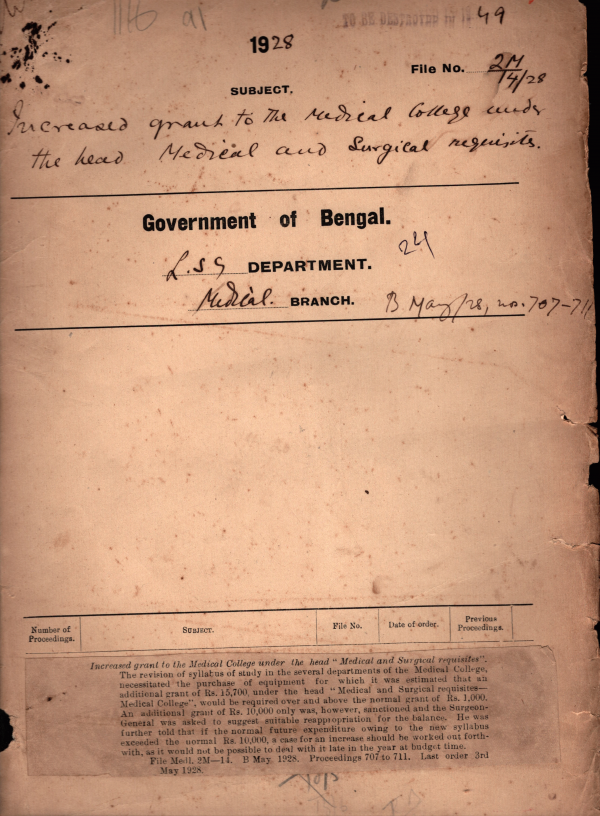 49
1928
File No. 2M
14/28
SUBJECT.
Increased grant to the Medical College under
the head Medical and Surgical requisites.
Government of Bengal.
24
L.S.G DEPARTMENT.
Medical. BRANCH. B May/28, nos. 707-711
Number of Proceedings. SUBJECT. File No. Date of order. Previous Proceedings.
Increased grant to the Medical College under the head "Medical and Surgical requisites".
The revision of syllabus of study in the several departments of the Medical College,
necessitated the purchase of equipment for which it was estimated that an
additional grant of Rs. 15,700, under the head "Medical and Surgical requisites—
Medical College", would be required over and above the normal grant of Rs. 1,000.
An additional grant of Rs. 10,000 only was, however, sanctioned and the Surgeon-
General was asked to suggest suitable reappropriation for the balance. He was
further told that if the normal future expenditure owing to the new syllabus
exceeded the normal Rs. 10,000, a case for an increase should be worked out forth-
with, as it would not be possible to deal with it late in the year at budget time.
File Medl. 2M—14. B May. 1928. Proceedings 707 to 711. Last order 3rd
May 1928.